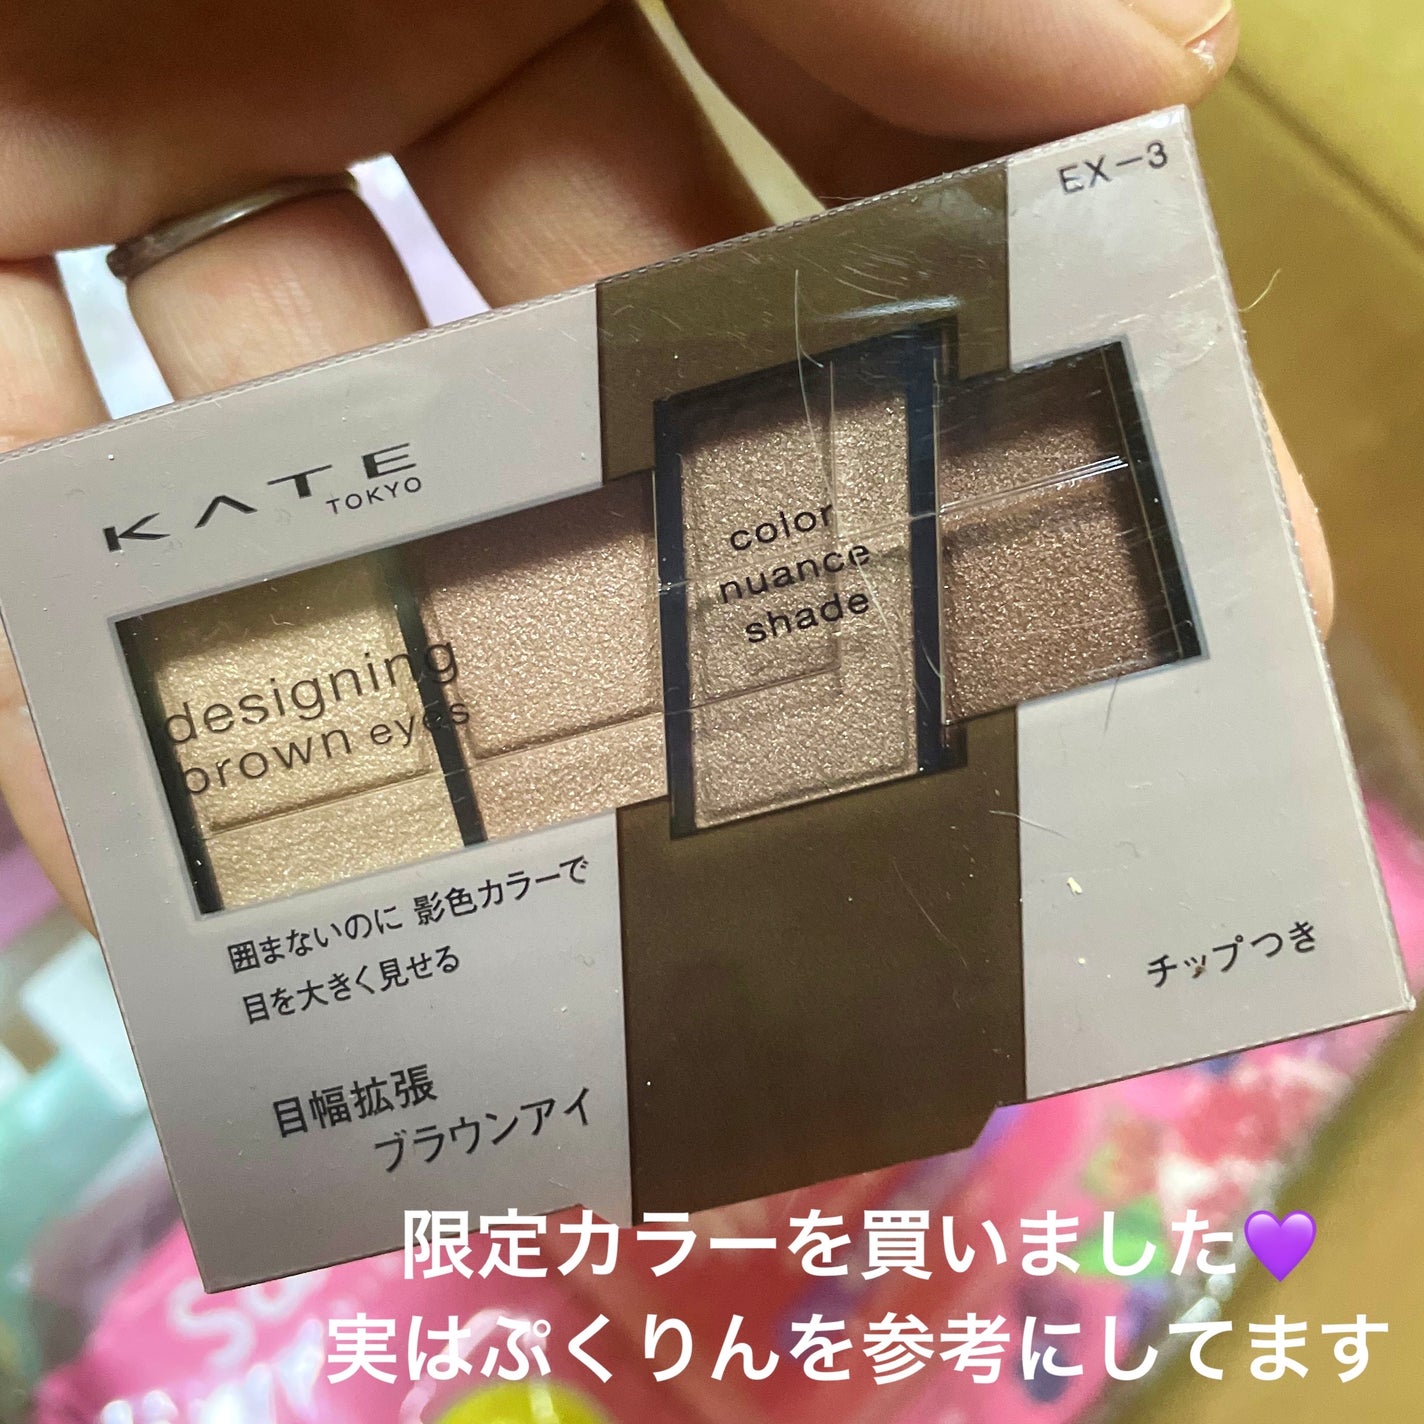 EX-3
KATE
TOKYO
designing
brown eyes
color
nuance
shade
囲まないのに 影色カラーで
目を大きく見せる
目幅拡張
ブラウンアイ
チップつき
限定カラーを買いました💜
実はぷくりんを参考にしてます